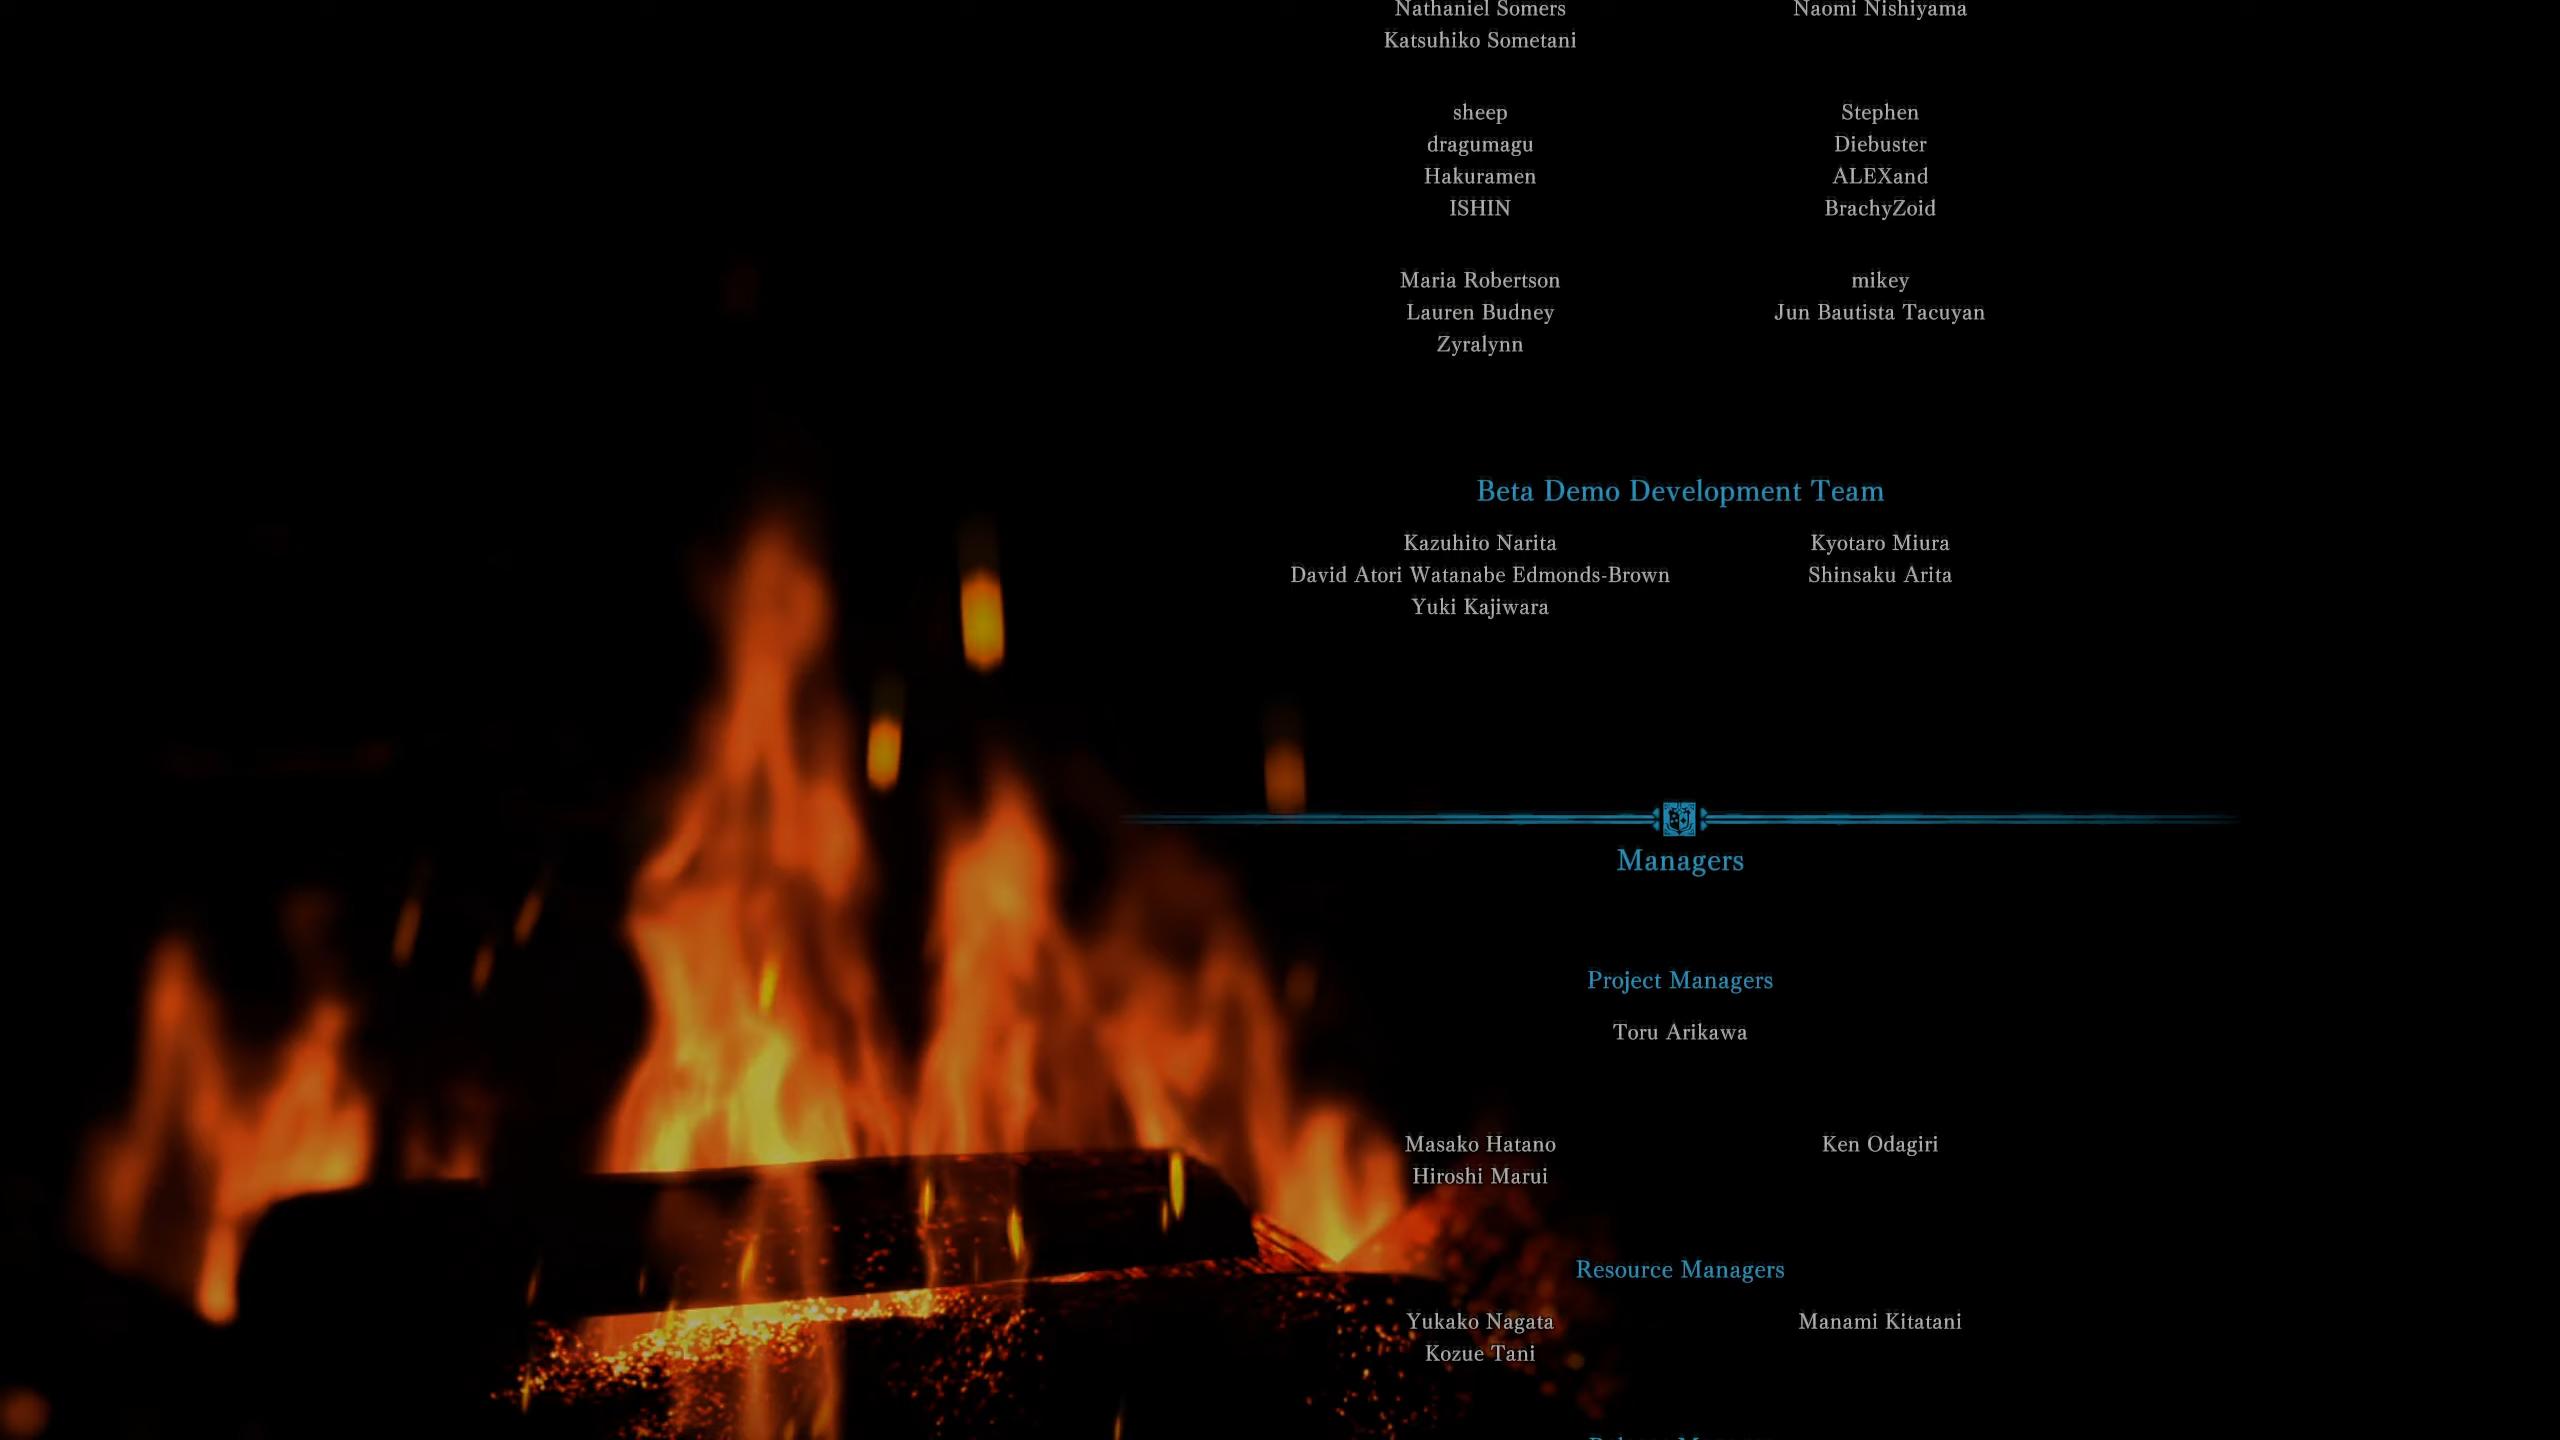 Nathaniel Somers Naomi Nishiyama
Katsuhiko Sometani
sheep Stephen
dragumagu Diebuster
Hakuramen ALEXand
ISHIN BrachyZoid
Maria Robertson mikey
Lauren Budney Jun Bautista Tacuyan
Zyralynn
Beta Demo Development Team
Kazuhito Narita Kyotaro Miura
David Atori Watanabe Edmonds-Brown Shinsaku Arita
Yuki Kajiwara
Managers
Project Managers
Toru Arikawa
Masako Hatano Ken Odagiri
Hiroshi Marui
Resource Managers
Yukako Nagata Manami Kitatani
Kozue Tani